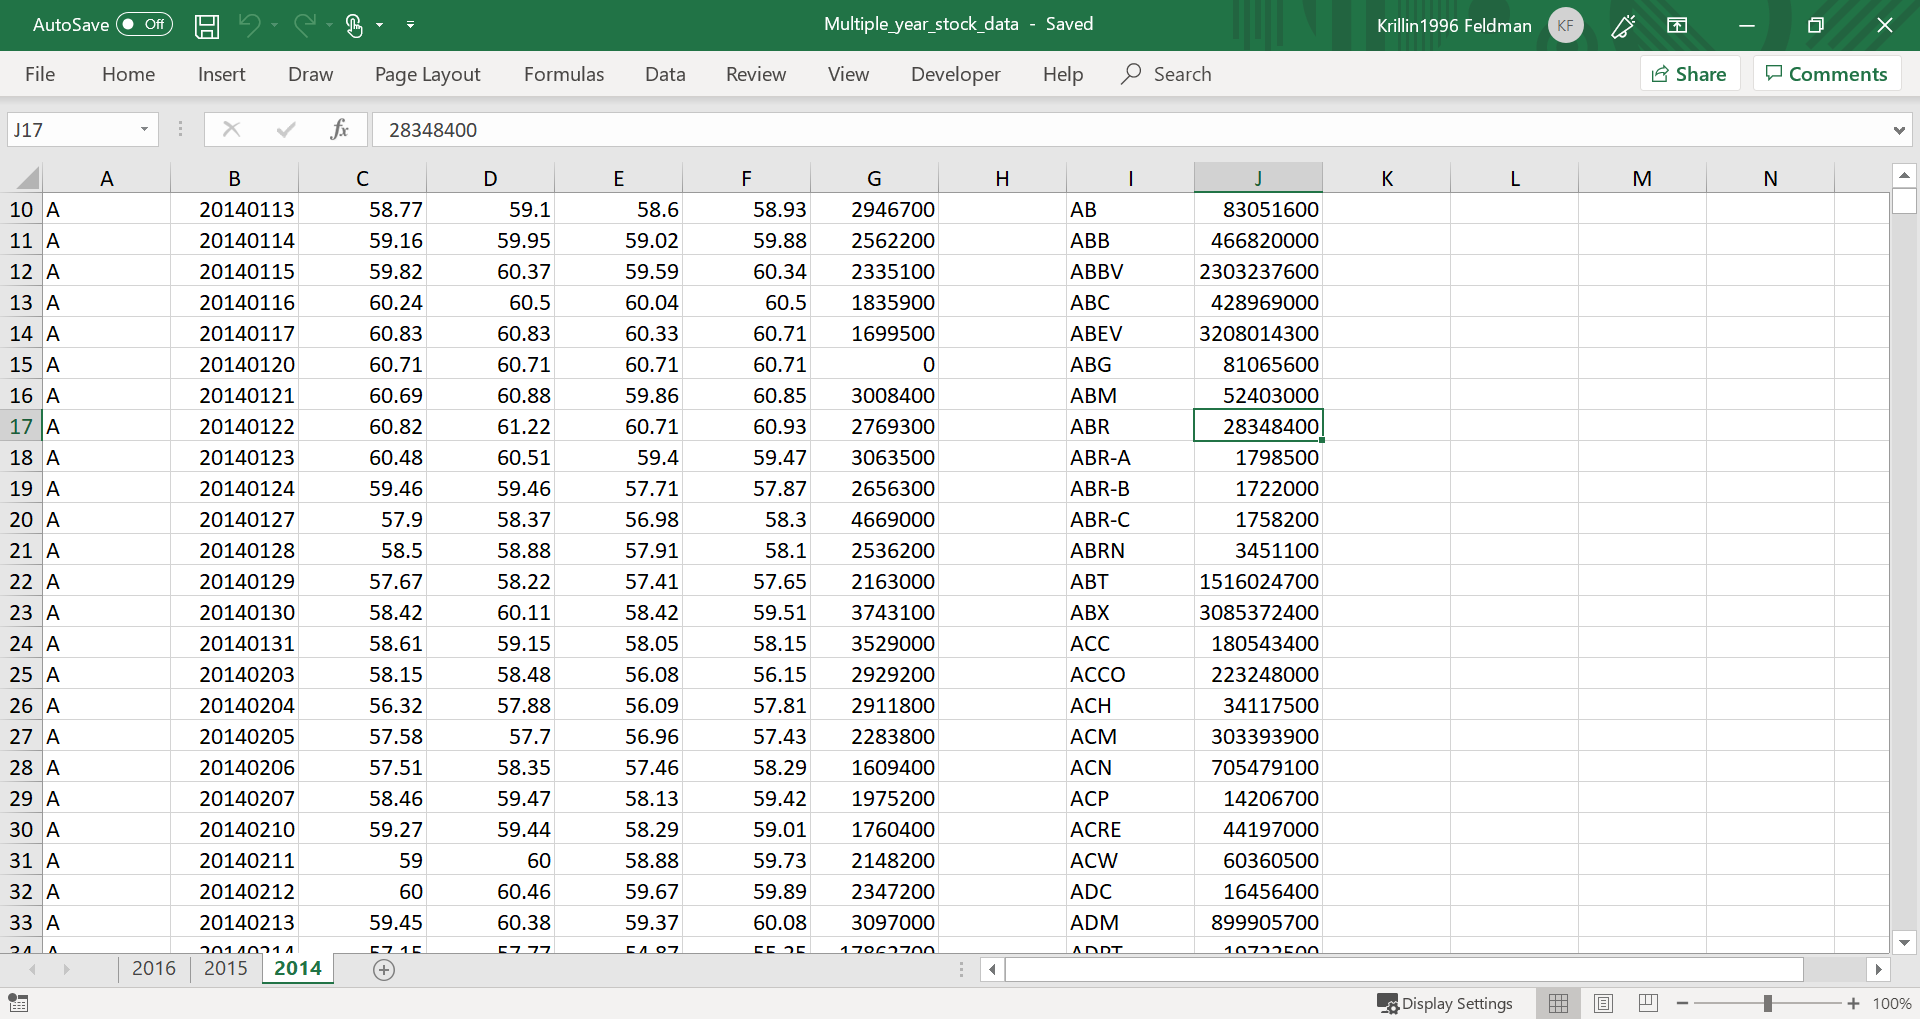 AutoSave Off Multiple_year_stock_data - Saved Krillin1996 Feldman KF
File Home Insert Draw Page Layout Formulas Data Review View Developer Help Search Share Comments
J17 fx 28348400
A B C D E F G H I J K L M N
10 A 20140113 58.77 59.1 58.6 58.93 2946700 AB 83051600
11 A 20140114 59.16 59.95 59.02 59.88 2562200 ABB 466820000
12 A 20140115 59.82 60.37 59.59 60.34 2335100 ABBV 2303237600
13 A 20140116 60.24 60.5 60.04 60.5 1835900 ABC 428969000
14 A 20140117 60.83 60.83 60.33 60.71 1699500 ABEV 3208014300
15 A 20140120 60.71 60.71 60.71 60.71 0 ABG 81065600
16 A 20140121 60.69 60.88 59.86 60.85 3008400 ABM 52403000
17 A 20140122 60.82 61.22 60.71 60.93 2769300 ABR 28348400
18 A 20140123 60.48 60.51 59.4 59.47 3063500 ABR-A 1798500
19 A 20140124 59.46 59.46 57.71 57.87 2656300 ABR-B 1722000
20 A 20140127 57.9 58.37 56.98 58.3 4669000 ABR-C 1758200
21 A 20140128 58.5 58.88 57.91 58.1 2536200 ABRN 3451100
22 A 20140129 57.67 58.22 57.41 57.65 2163000 ABT 1516024700
23 A 20140130 58.42 60.11 58.42 59.51 3743100 ABX 3085372400
24 A 20140131 58.61 59.15 58.05 58.15 3529000 ACC 180543400
25 A 20140203 58.15 58.48 56.08 56.15 2929200 ACCO 223248000
26 A 20140204 56.32 57.88 56.09 57.81 2911800 ACH 34117500
27 A 20140205 57.58 57.7 56.96 57.43 2283800 ACM 303393900
28 A 20140206 57.51 58.35 57.46 58.29 1609400 ACN 705479100
29 A 20140207 58.46 59.47 58.13 59.42 1975200 ACP 14206700
30 A 20140210 59.27 59.44 58.29 59.01 1760400 ACRE 44197000
31 A 20140211 59 60 58.88 59.73 2148200 ACW 60360500
32 A 20140212 60 60.46 59.67 59.89 2347200 ADC 16456400
33 A 20140213 59.45 60.38 59.37 60.08 3097000 ADM 899905700
34 A 20140214 57.15 57.77 54.87 55.25 ADPT
2016 2015 2014
Display Settings 100%